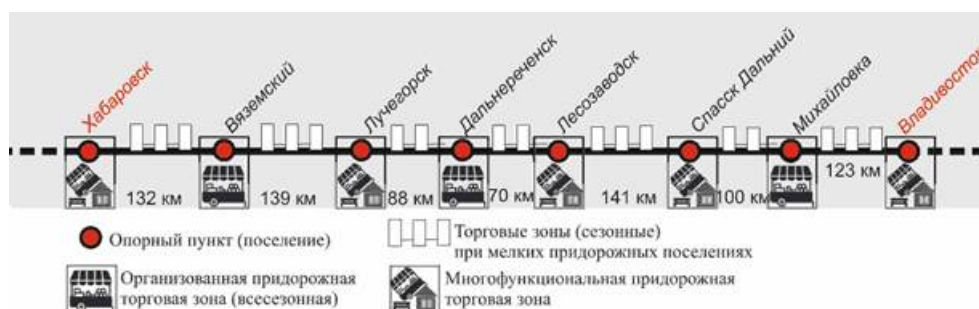 Хабаровск
Вяземский
Лучегорск
Дальнереченск
Лесозаводск
Спасск Дальний
Михайловка
Владивосток
132 км
139 км
88 км
70 км
141 км
100 км
123 км
Опорный пункт (поселение)
Торговые зоны (сезонные)
при мелких придорожных поселениях
Организованная придорожная
торговая зона (всесезонная)
Многофункциональная придорожная
торговая зона